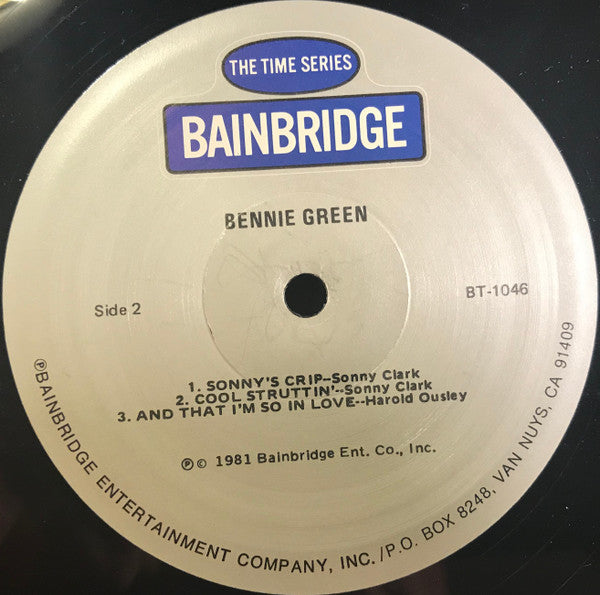 THE TIME SERIES
BAINBRIDGE
BENNIE GREEN
Side 2
BT-1046
1. SONNY'S CRIP--Sonny Clark
2. COOL STRUTTIN'--Sonny Clark
3. AND THAT I'M SO IN LOVE--Harold Ousley
℗© 1981 Bainbridge Ent. Co., Inc.
℗BAINBRIDGE ENTERTAINMENT COMPANY, INC./P.O. BOX 8248, VAN NUYS, CA 91409